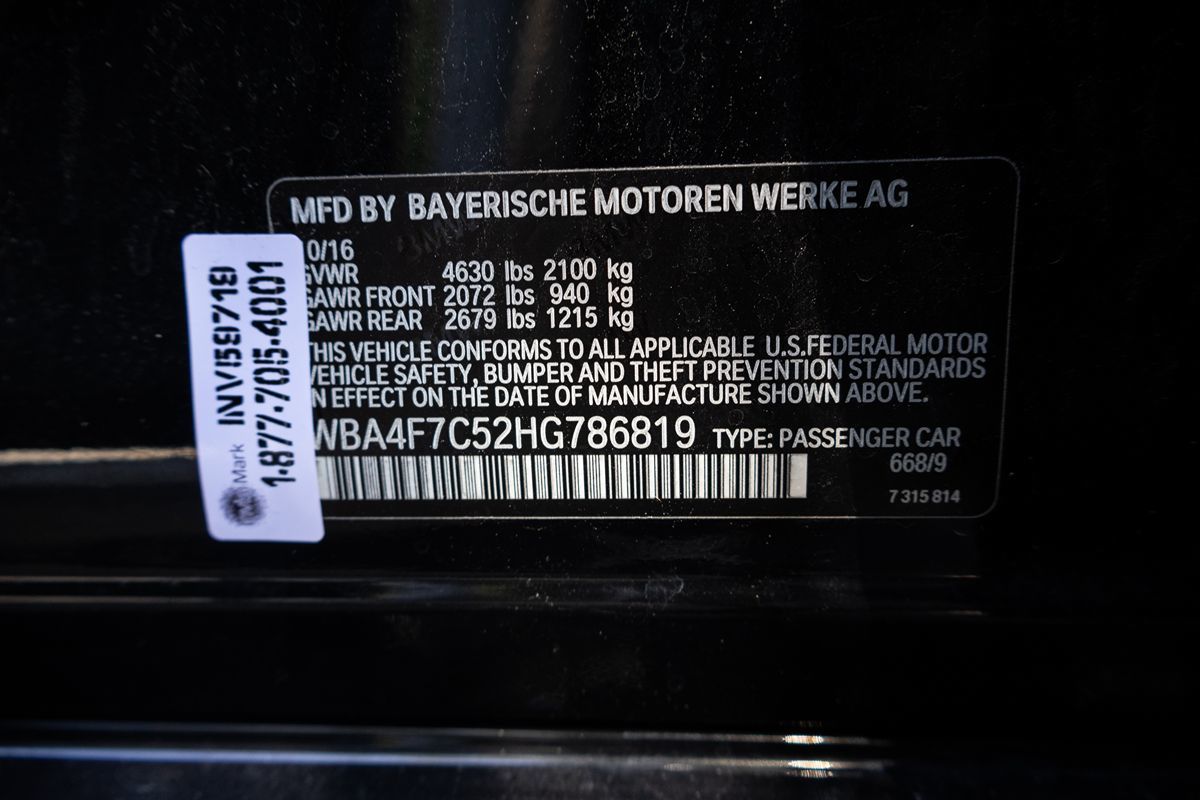 MFD BY BAYERISCHE MOTOREN WERKE AG
0/16
GVWR 4630 lbs 2100 kg
GAWR FRONT 2072 lbs 940 kg
GAWR REAR 2679 lbs 1215 kg
THIS VEHICLE CONFORMS TO ALL APPLICABLE U.S.FEDERAL MOTOR
VEHICLE SAFETY, BUMPER AND THEFT PREVENTION STANDARDS
IN EFFECT ON THE DATE OF MANUFACTURE SHOWN ABOVE.
WBA4F7C52HG786819 TYPE: PASSENGER CAR
668/9
7 315 814
INV159719
Mark 1-877-705-4001